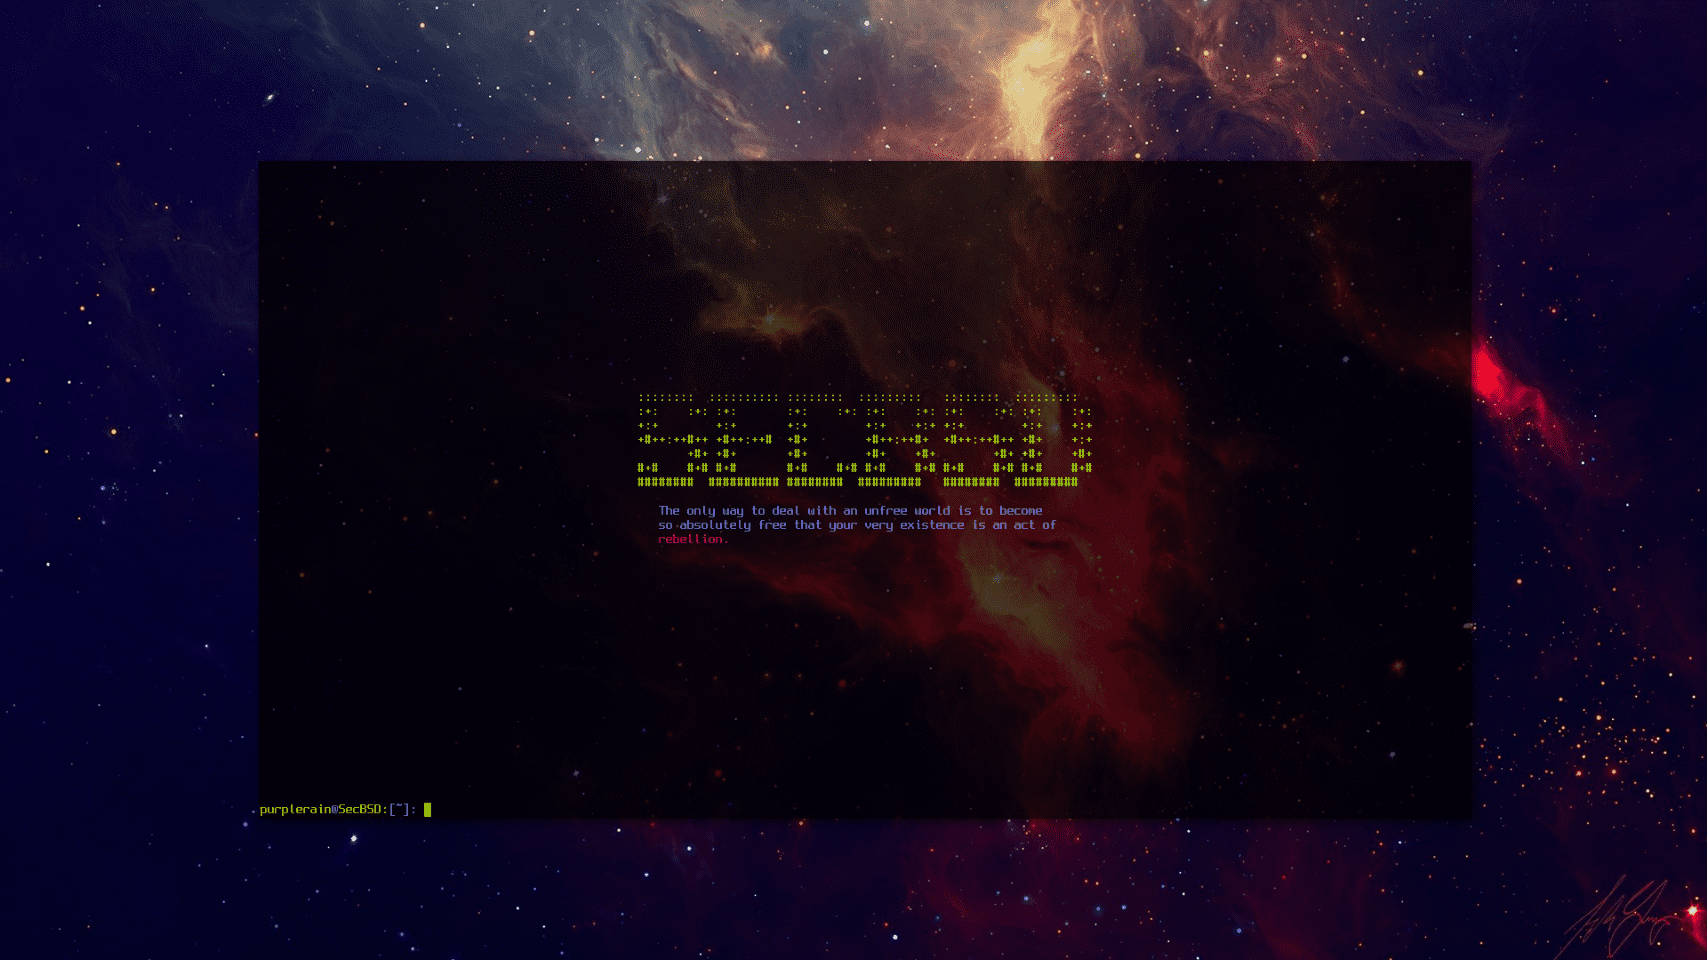 SECBSD
The only way to deal with an unfree world is to become
so absolutely free that your very existence is an act of
rebellion.
purplerain@SecBSD:[~]: